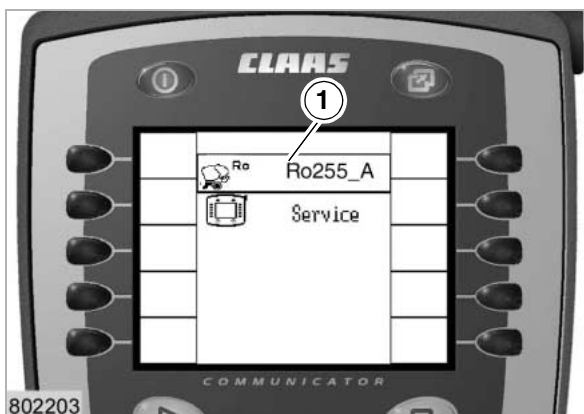 CLAAS
1
Ro Ro255_A
Service
COMMUNICATOR
802203